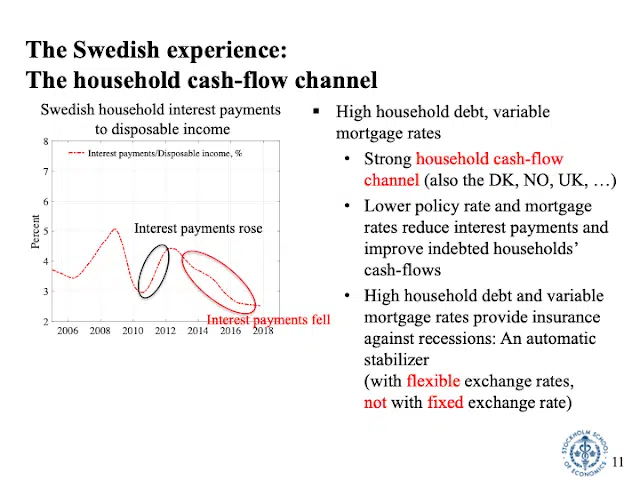 The Swedish experience:
The household cash-flow channel
Swedish household interest payments
to disposable income
8
Interest payments/Disposable income, %
7
6
5
4
3
2
Percent
Interest payments rose
Interest payments fell
2006 2008 2010 2012 2014 2016 2018
▪ High household debt, variable
mortgage rates
• Strong household cash-flow
channel (also the DK, NO, UK, …)
• Lower policy rate and mortgage
rates reduce interest payments and
improve indebted households’
cash-flows
• High household debt and variable
mortgage rates provide insurance
against recessions: An automatic
stabilizer
(with flexible exchange rates,
not with fixed exchange rate)
STOCKHOLM SCHOOL
OF ECONOMICS
11